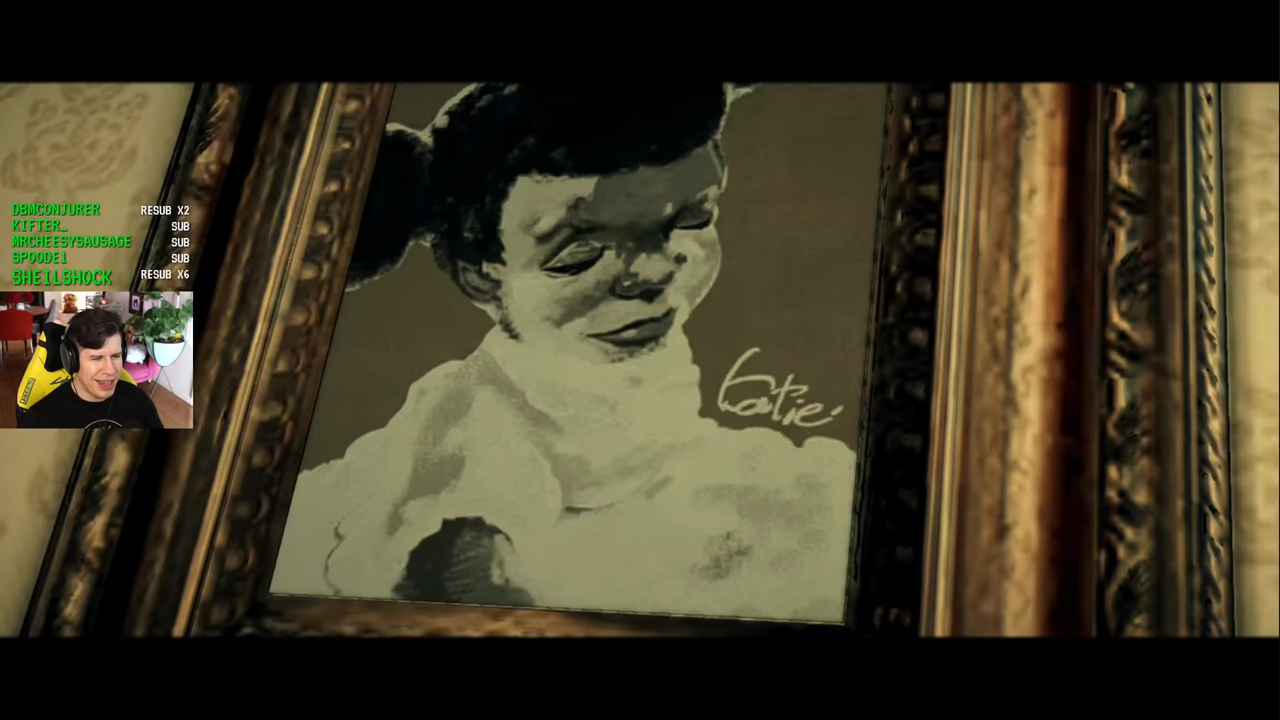 DBMCONJURER RESUB X2
KIFTER_ SUB
MRCHEESYSAUSAGE SUB
SPOODE1 SUB
SHEILSHOCK RESUB X6
Katie